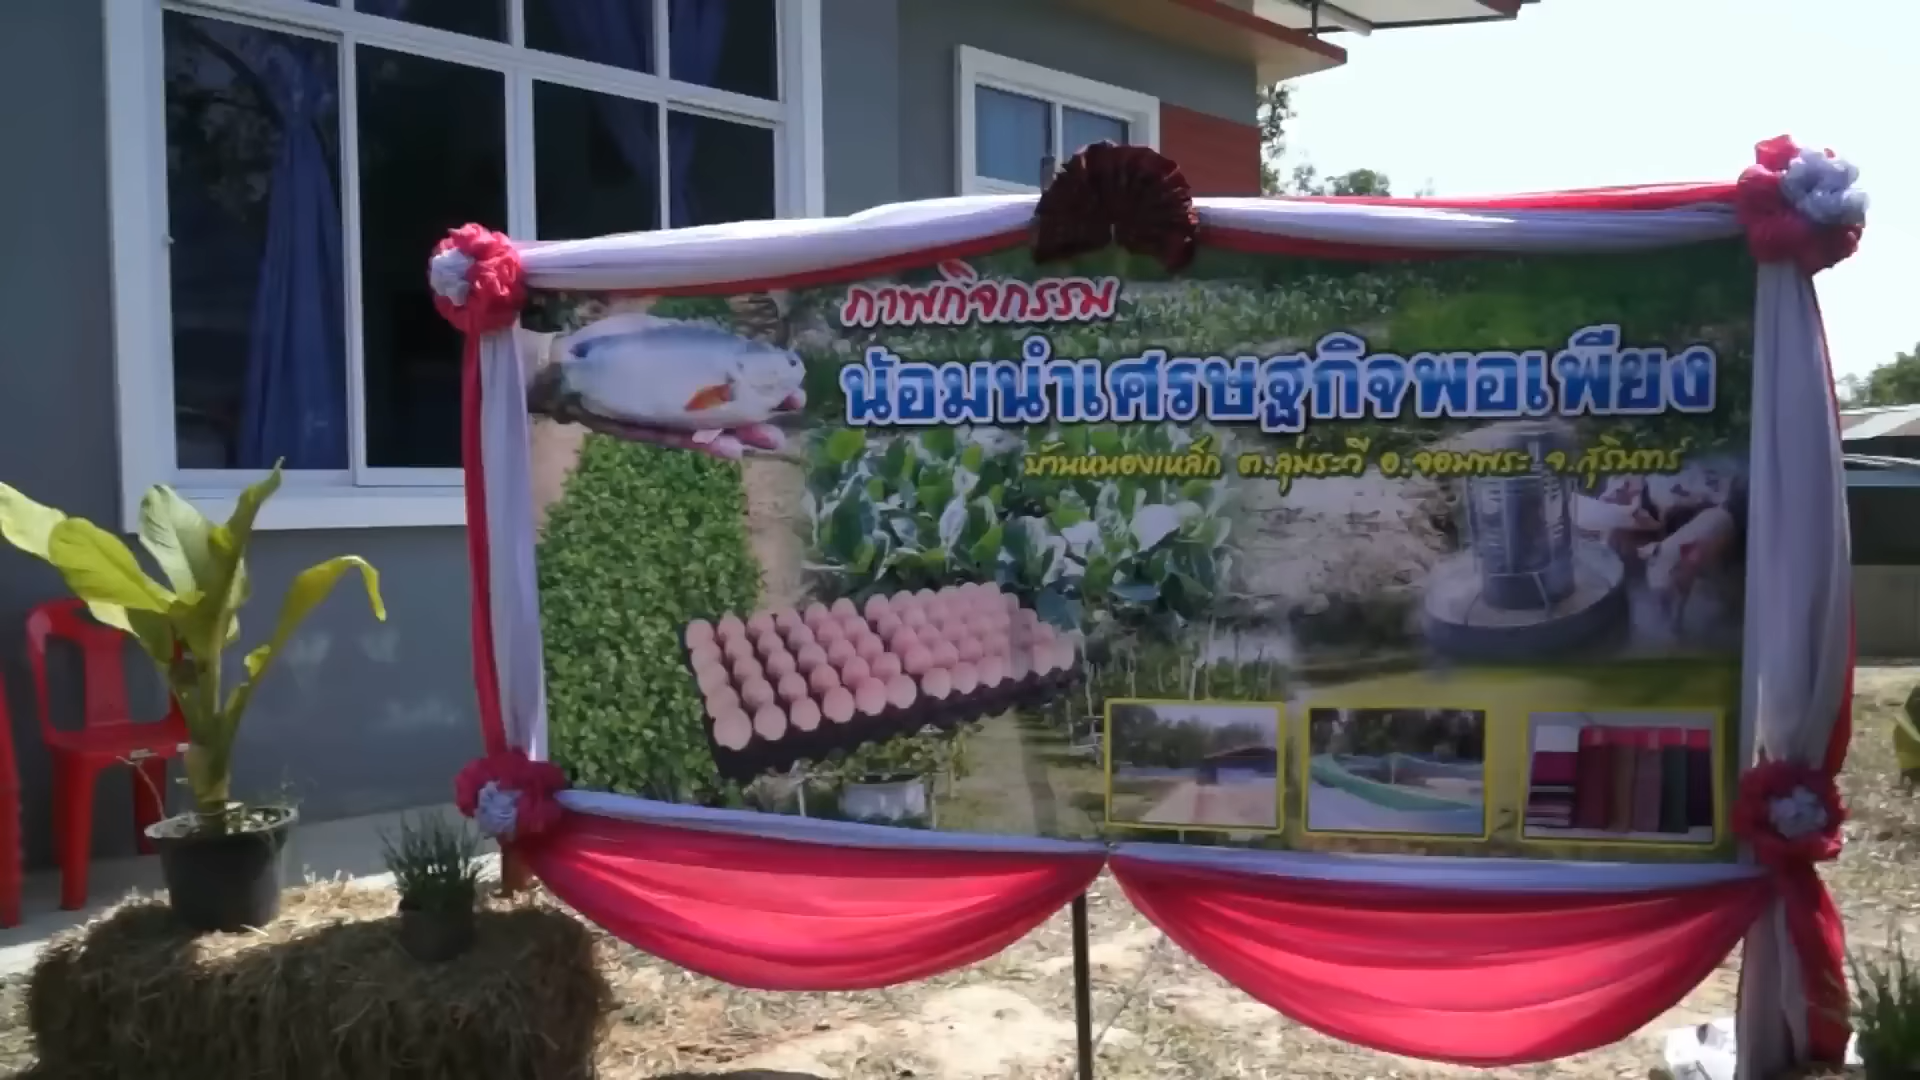 ภาพกิจกรรม
น้อมนำเศรษฐกิจพอเพียง
บ้านหนองเหล็ก ต.ลุ่มระวี อ.จอมพระ จ.สุรินทร์